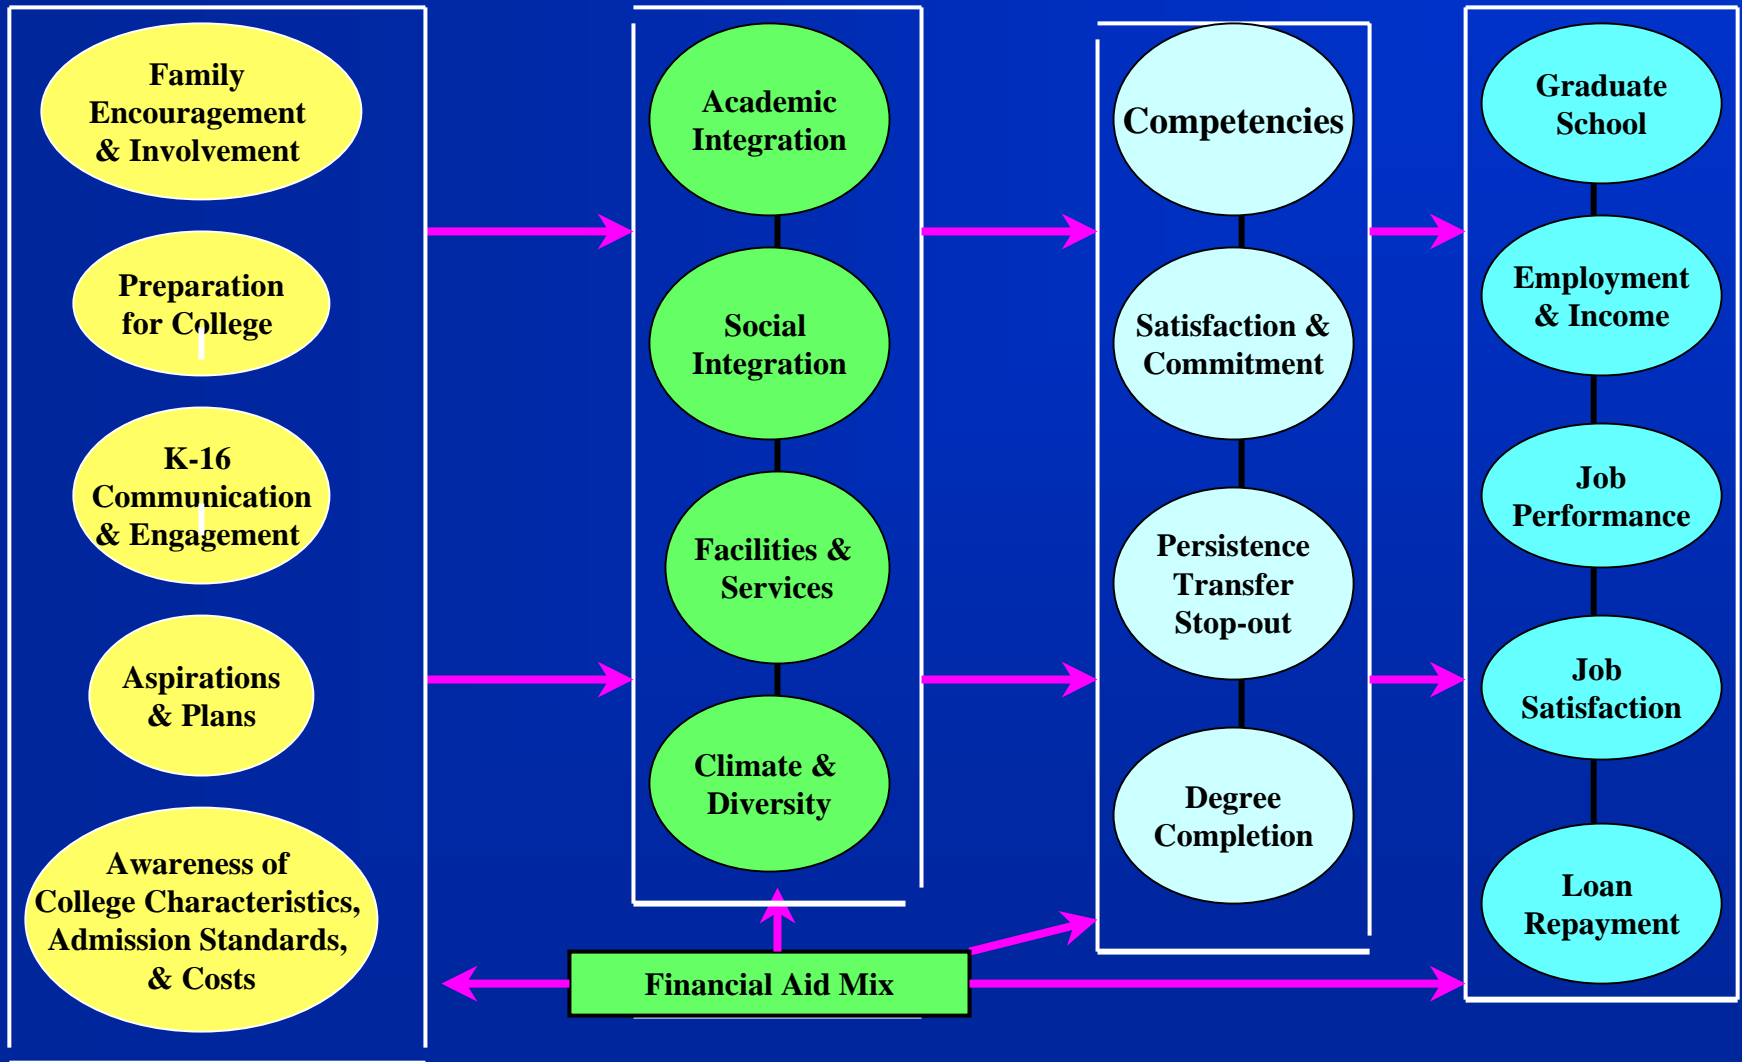 Family
Encouragement
& Involvement
Preparation
for College
K-16
Communication
& Engagement
Aspirations
& Plans
Awareness of
College Characteristics,
Admission Standards,
& Costs
Academic
Integration
Social
Integration
Facilities &
Services
Climate &
Diversity
Financial Aid Mix
Competencies
Satisfaction &
Commitment
Persistence
Transfer
Stop-out
Degree
Completion
Graduate
School
Employment
& Income
Job
Performance
Job
Satisfaction
Loan
Repayment